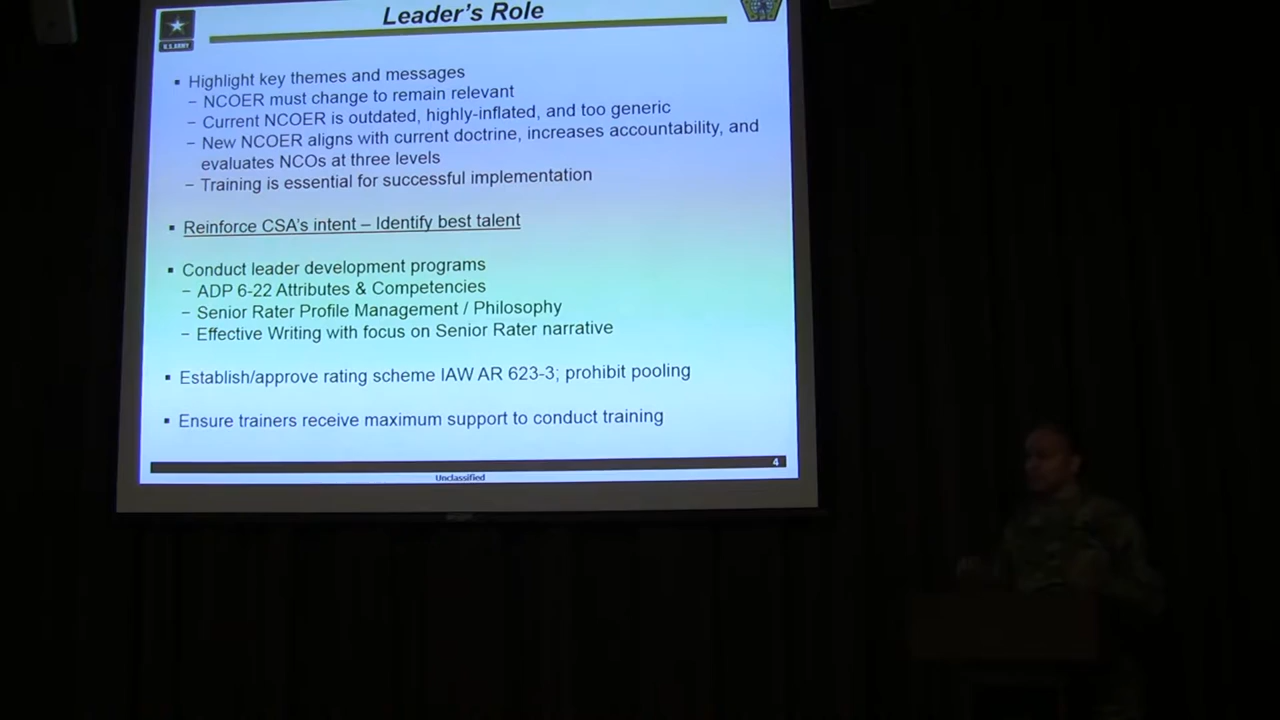 Leader's Role
U.S.ARMY
▪ Highlight key themes and messages
– NCOER must change to remain relevant
– Current NCOER is outdated, highly-inflated, and too generic
– New NCOER aligns with current doctrine, increases accountability, and
evaluates NCOs at three levels
– Training is essential for successful implementation
▪ Reinforce CSA's intent – Identify best talent
▪ Conduct leader development programs
– ADP 6-22 Attributes & Competencies
– Senior Rater Profile Management / Philosophy
– Effective Writing with focus on Senior Rater narrative
▪ Establish/approve rating scheme IAW AR 623-3; prohibit pooling
▪ Ensure trainers receive maximum support to conduct training
4
Unclassified